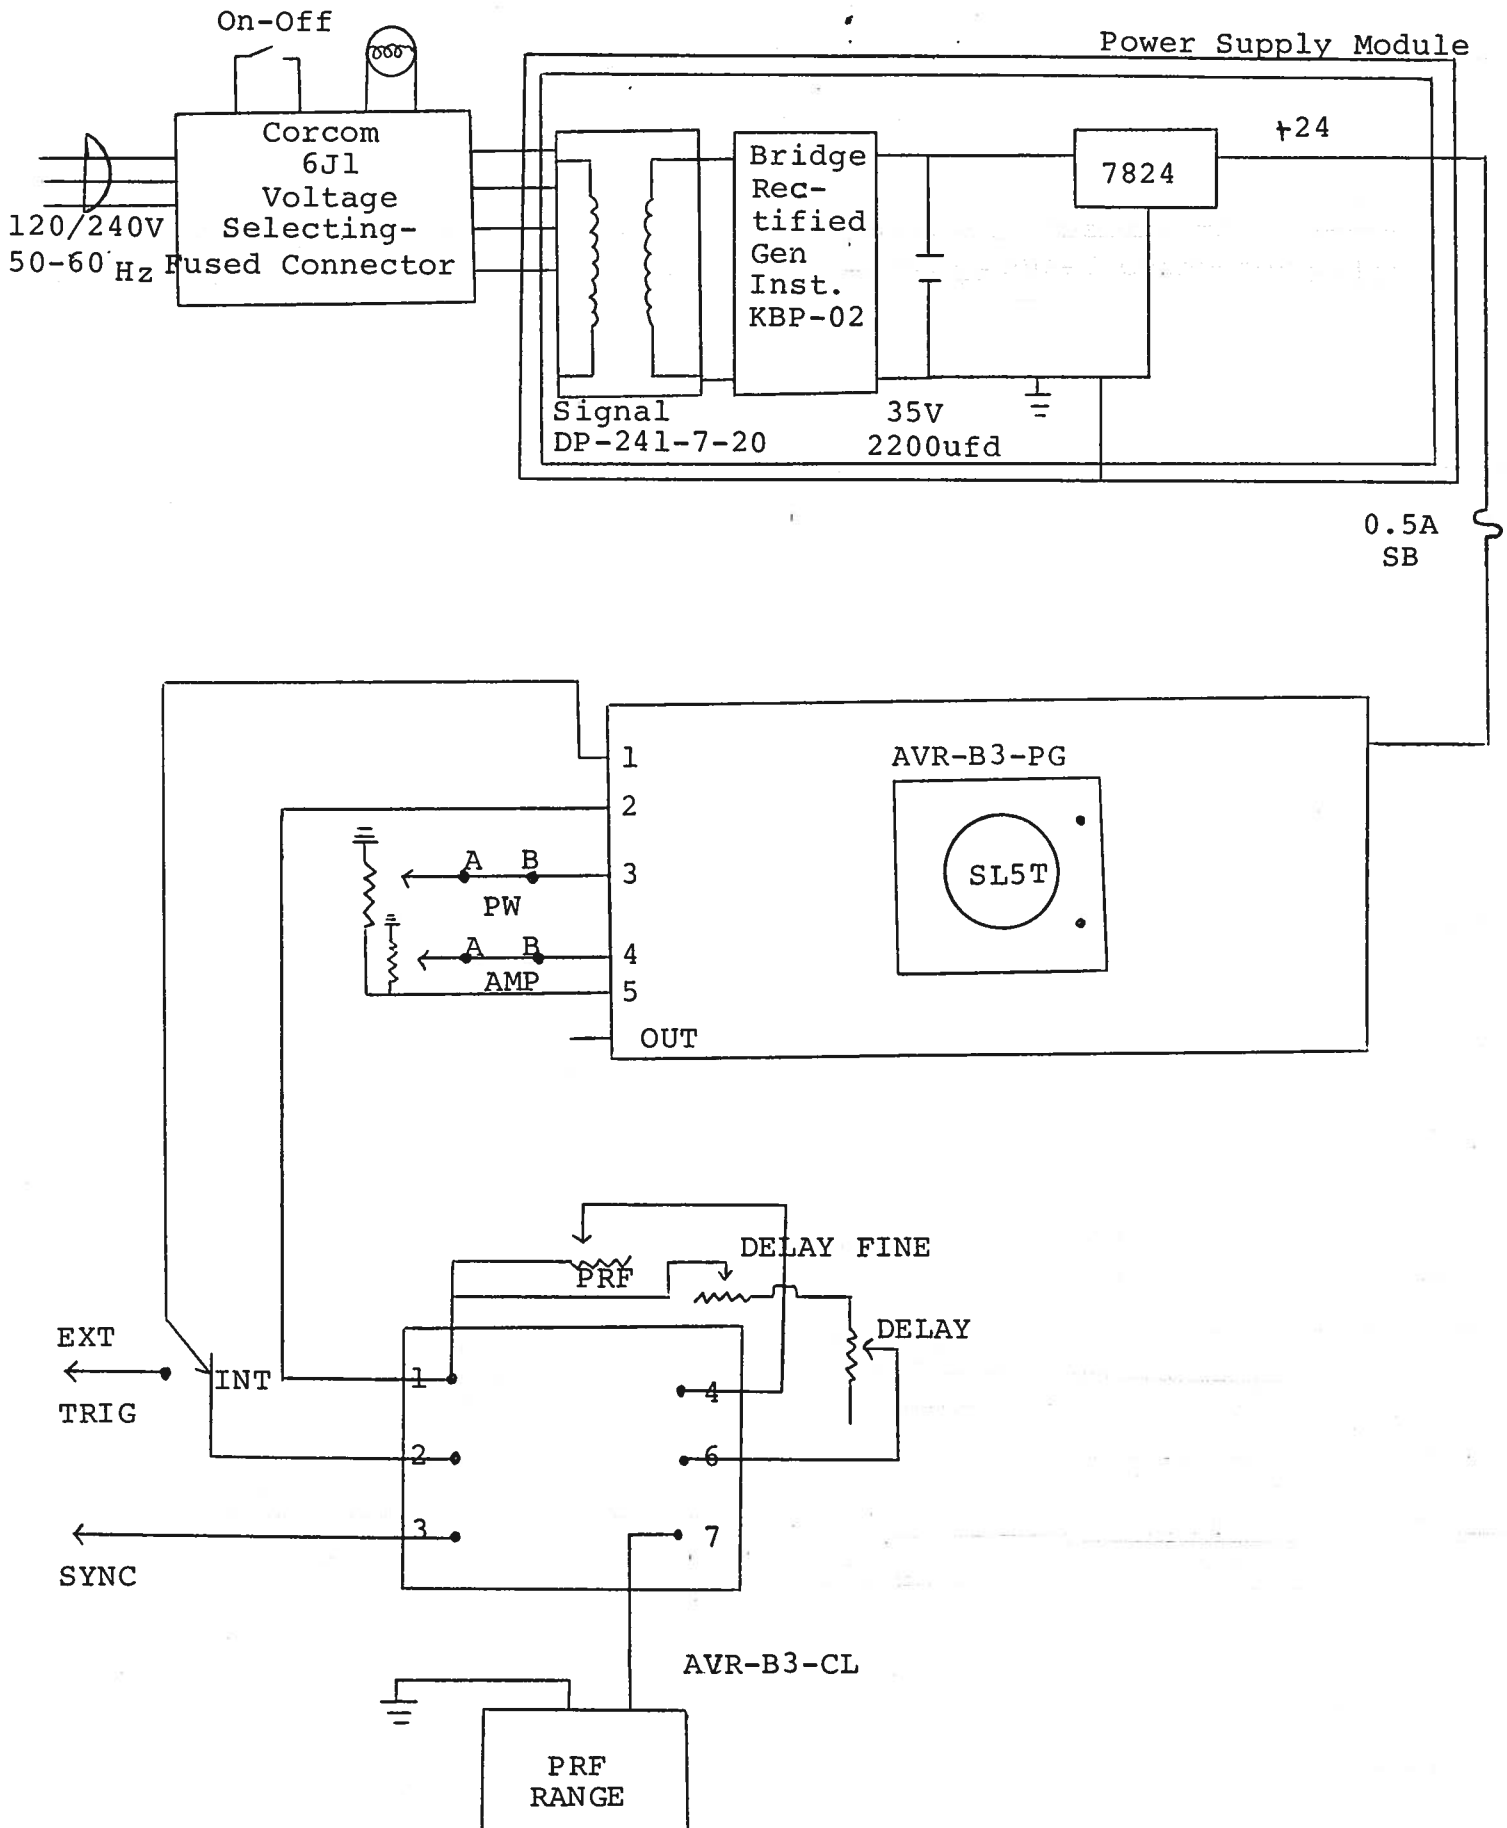 On-Off
Power Supply Module
Corcom
6J1
Voltage
Selecting-
Fused Connector
120/240V
50-60 Hz
Bridge
Rec-
tified
Gen
Inst.
KBP-02
7824
+24
Signal
DP-241-7-20
35V
2200ufd
0.5A
SB
AVR-B3-PG
SL5T
1
2
A B 3
PW
A B 4
AMP
5
OUT
DELAY FINE
PRF
DELAY
EXT
TRIG
INT
1
4
2
6
3
7
SYNC
AVR-B3-CL
PRF
RANGE